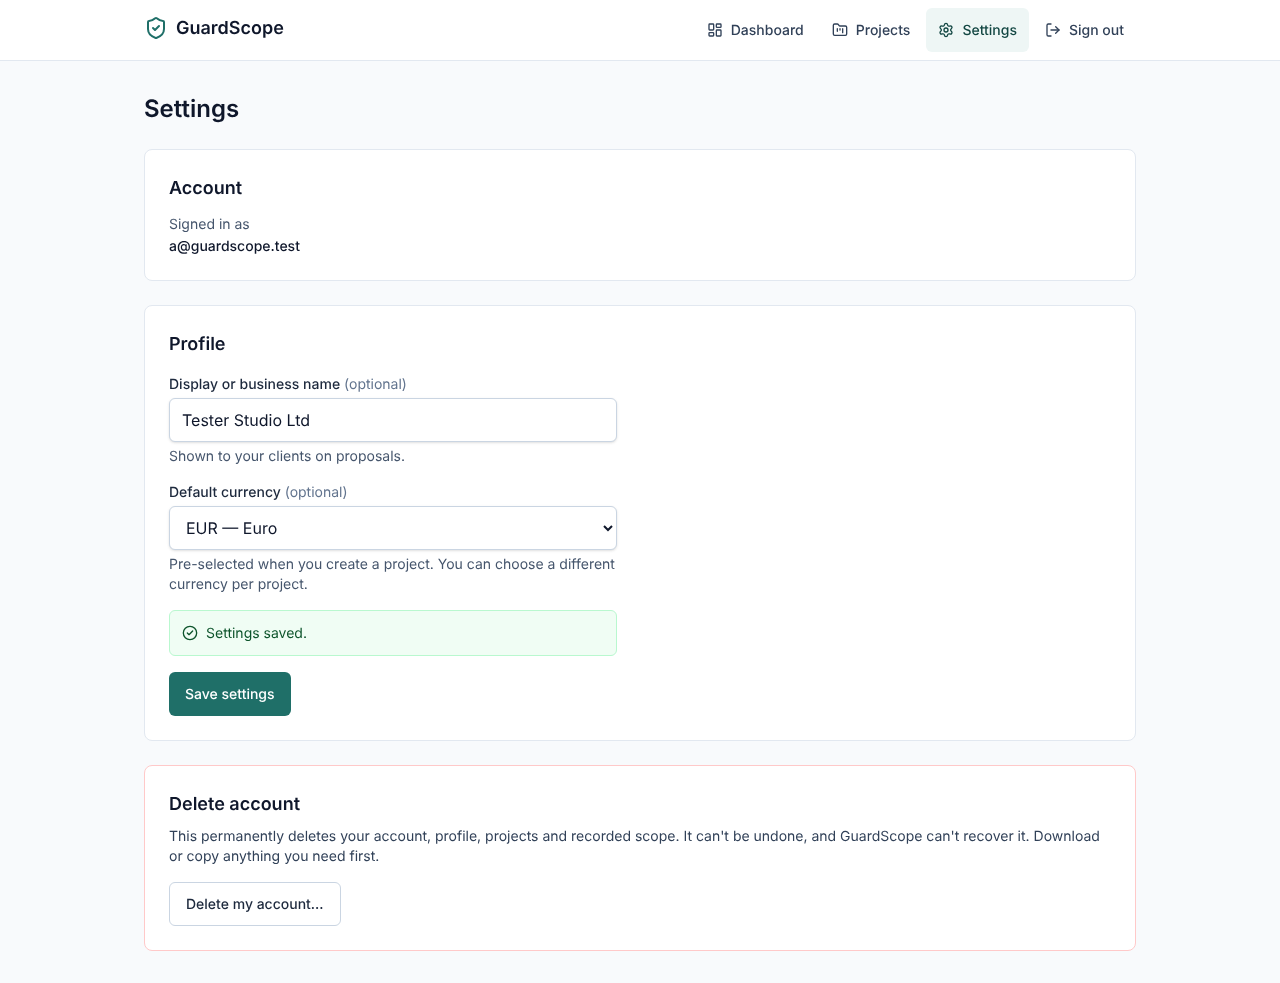 GuardScope
Dashboard
Projects
Settings
Sign out
Settings
Account
Signed in as
a@guardscope.test
Profile
Display or business name (optional)
Tester Studio Ltd
Shown to your clients on proposals.
Default currency (optional)
EUR — Euro
Pre-selected when you create a project. You can choose a different
currency per project.
Settings saved.
Save settings
Delete account
This permanently deletes your account, profile, projects and recorded scope. It can't be undone, and GuardScope can't recover it. Download
or copy anything you need first.
Delete my account...